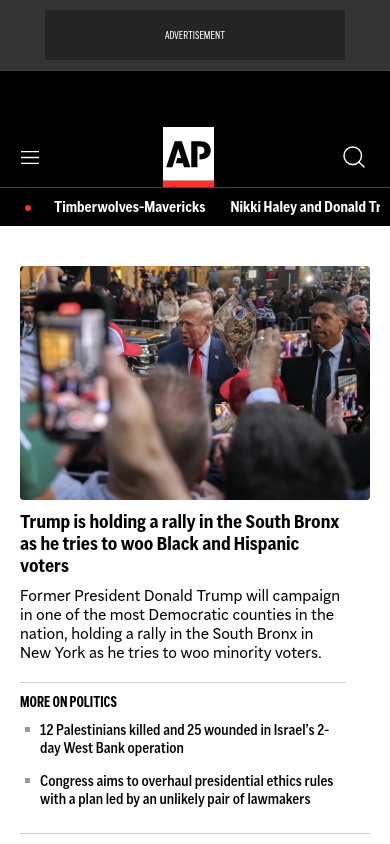 ADVERTISEMENT
AP
Timberwolves-Mavericks Nikki Haley and Donald Tr
Trump is holding a rally in the South Bronx
as he tries to woo Black and Hispanic
voters
Former President Donald Trump will campaign
in one of the most Democratic counties in the
nation, holding a rally in the South Bronx in
New York as he tries to woo minority voters.
MORE ON POLITICS
12 Palestinians killed and 25 wounded in Israel’s 2-
day West Bank operation
Congress aims to overhaul presidential ethics rules
with a plan led by an unlikely pair of lawmakers